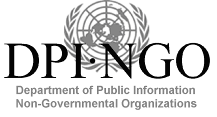 DPI·NGO
Department of Public Information
Non-Governmental Organizations